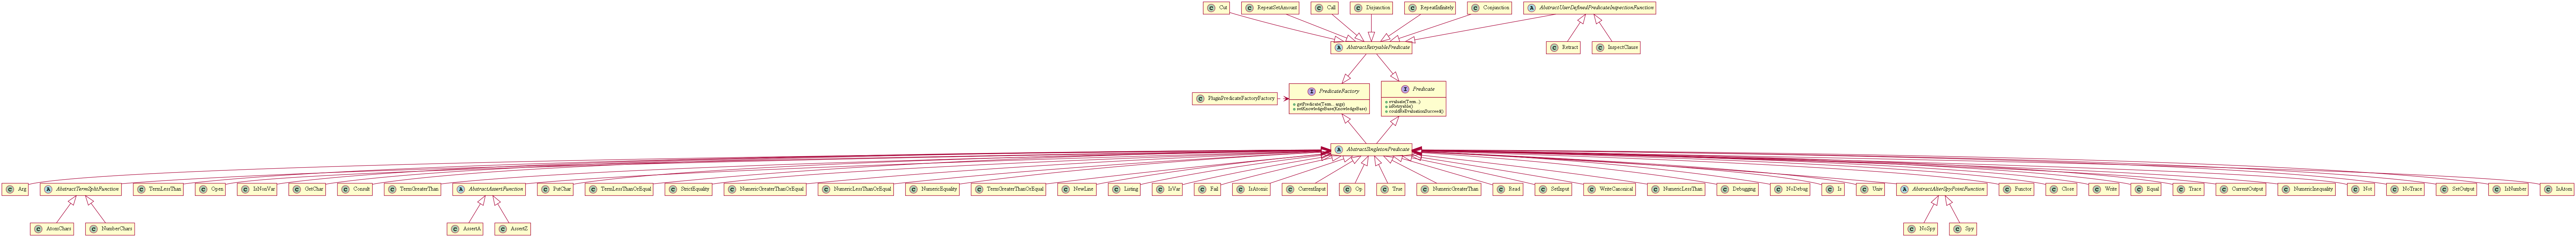 C Cut
C RepeatSetAmount
C Call
C Disjunction
C RepeatInfinitely
C Conjunction
A AbstractUserDefinedPredicateInspectionFunction
A AbstractRetryablePredicate
C Retract
C InspectClause
C PluginPredicateFactoryFactory
I PredicateFactory
getPredicate(Term... args)
setKnowledgeBase(KnowledgeBase)
I Predicate
evaluate(Term...)
isRetryable()
couldReEvaluationSucceed()
A AbstractSingletonPredicate
C Arg
A AbstractTermSplitFunction
C TermLessThan
C Open
C IsNonVar
C GetChar
C Consult
C TermGreaterThan
A AbstractAssertFunction
C PutChar
C TermLessThanOrEqual
C StrictEquality
C NumericGreaterThanOrEqual
C NumericLessThanOrEqual
C NumericEquality
C TermGreaterThanOrEqual
C NewLine
C Listing
C IsVar
C Fail
C IsAtomic
C CurrentInput
C Op
C True
C NumericGreaterThan
C Read
C SetInput
C WriteCanonical
C NumericLessThan
C Debugging
C NoDebug
C Is
C Univ
A AbstractAlterSpyPointFunction
C Functor
C Close
C Write
C Equal
C Trace
C CurrentOutput
C NumericInequality
C Not
C NoTrace
C SetOutput
C IsNumber
C IsAtom
C AtomChars
C NumberChars
C AssertA
C AssertZ
C NoSpy
C Spy